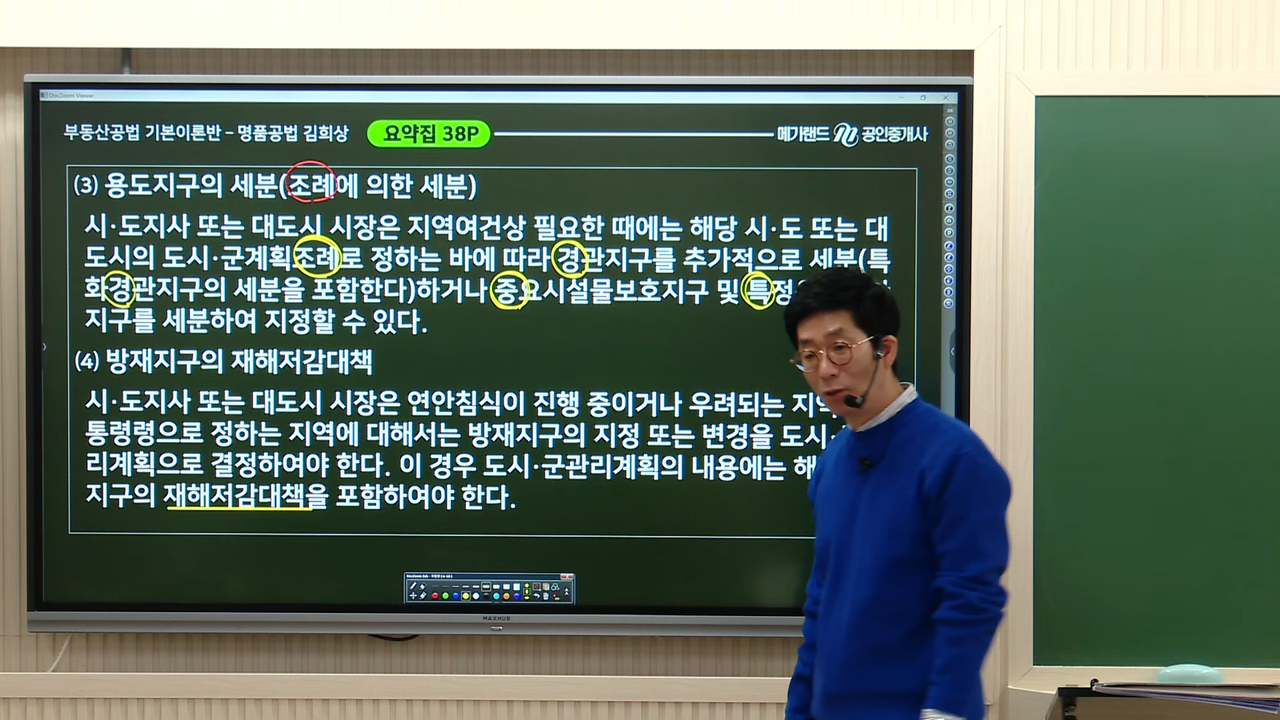 DocZoom Viewer
부동산공법 기본이론반 – 명품공법 김희상 요약집 38P 메가랜드 공인중개사
(3) 용도지구의 세분(조례에 의한 세분)
시·도지사 또는 대도시 시장은 지역여건상 필요한 때에는 해당 시·도 또는 대
도시의 도시·군계획조례로 정하는 바에 따라 경관지구를 추가적으로 세분(특
화경관지구의 세분을 포함한다)하거나 중요시설물보호지구 및 특정
지구를 세분하여 지정할 수 있다.
(4) 방재지구의 재해저감대책
시·도지사 또는 대도시 시장은 연안침식이 진행 중이거나 우려되는 지역
통령령으로 정하는 지역에 대해서는 방재지구의 지정 또는 변경을 도시·
리계획으로 결정하여야 한다. 이 경우 도시·군관리계획의 내용에는 해
지구의 재해저감대책을 포함하여야 한다.
MAXHUB